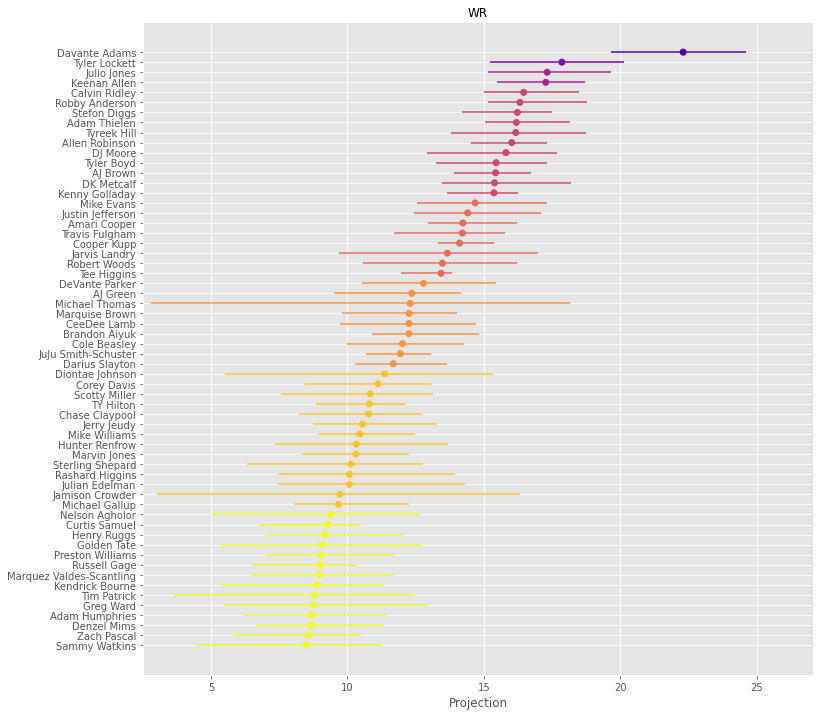 WR
Davante Adams
Tyler Lockett
Julio Jones
Keenan Allen
Calvin Ridley
Robby Anderson
Stefon Diggs
Adam Thielen
Tyreek Hill
Allen Robinson
DJ Moore
Tyler Boyd
AJ Brown
DK Metcalf
Kenny Golladay
Mike Evans
Justin Jefferson
Amari Cooper
Travis Fulgham
Cooper Kupp
Jarvis Landry
Robert Woods
Tee Higgins
DeVante Parker
AJ Green
Michael Thomas
Marquise Brown
CeeDee Lamb
Brandon Aiyuk
Cole Beasley
JuJu Smith-Schuster
Darius Slayton
Diontae Johnson
Corey Davis
Scotty Miller
TY Hilton
Chase Claypool
Jerry Jeudy
Mike Williams
Hunter Renfrow
Marvin Jones
Sterling Shepard
Rashard Higgins
Julian Edelman
Jamison Crowder
Michael Gallup
Nelson Agholor
Curtis Samuel
Henry Ruggs
Golden Tate
Preston Williams
Russell Gage
Marquez Valdes-Scantling
Kendrick Bourne
Tim Patrick
Greg Ward
Adam Humphries
Denzel Mims
Zach Pascal
Sammy Watkins
5 10 15 20 25
Projection